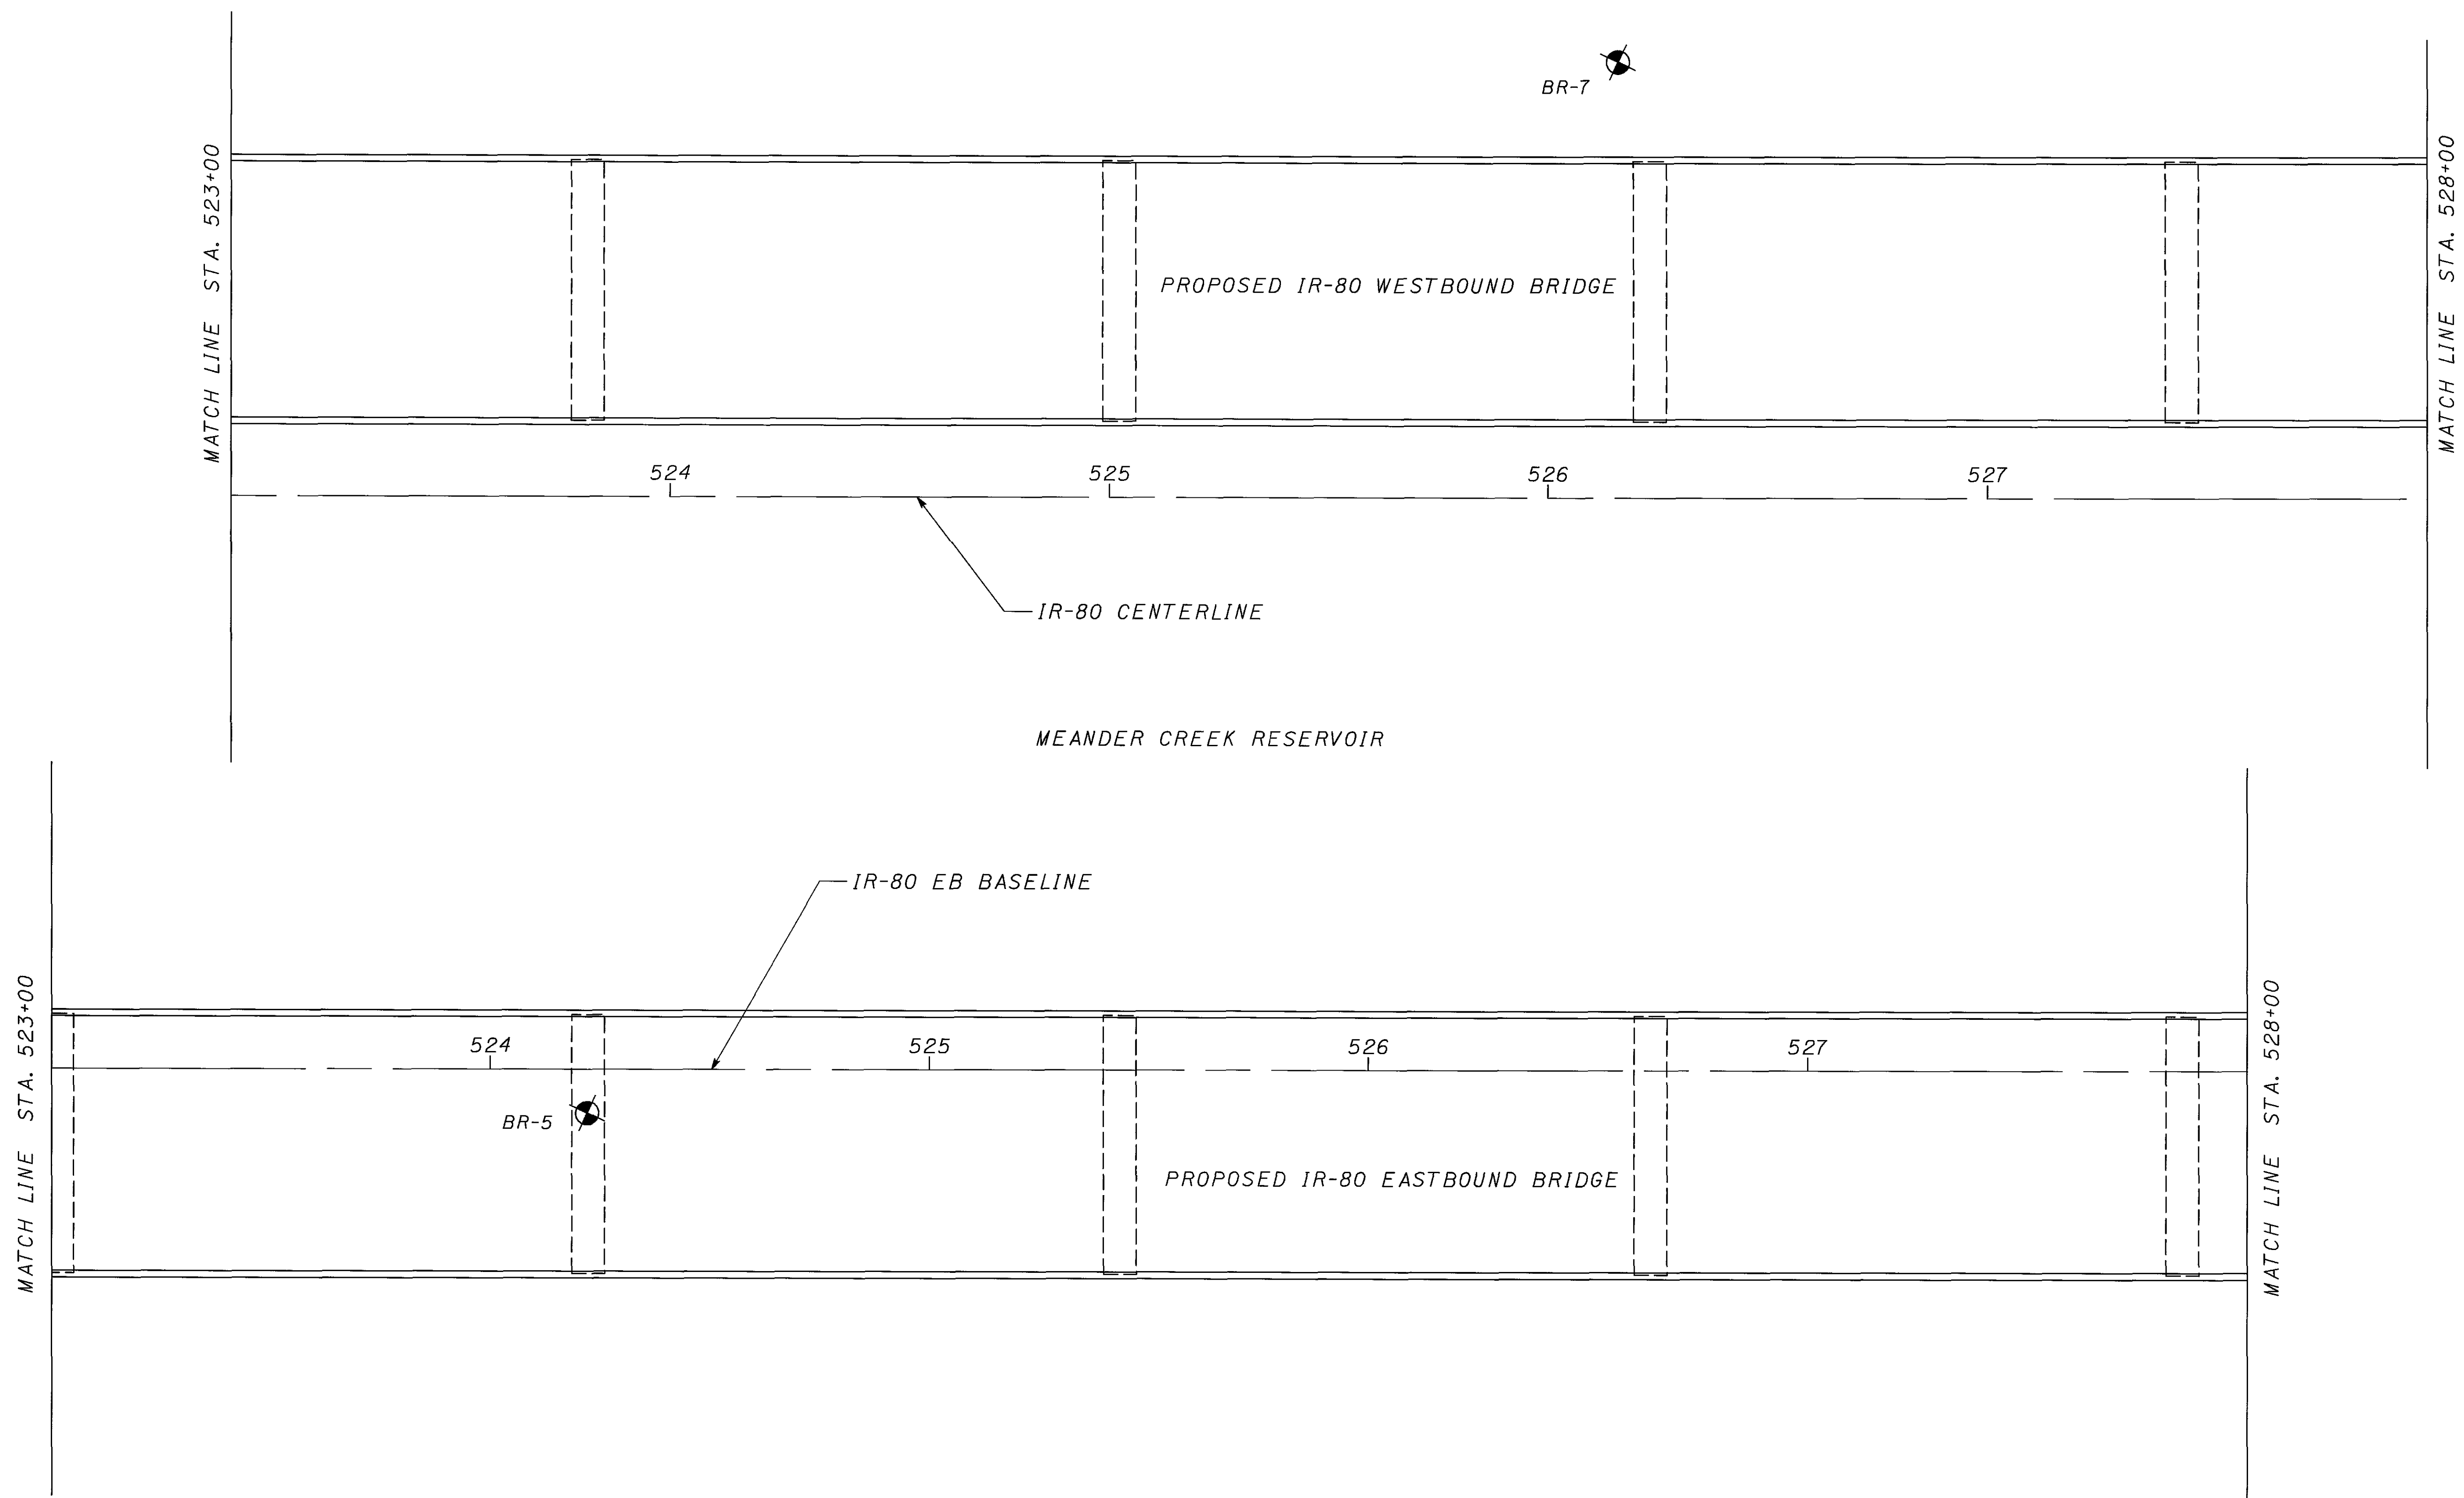 BR-7
MATCH LINE STA. 523+00
MATCH LINE STA. 528+00
PROPOSED IR-80 WESTBOUND BRIDGE
524
525
526
527
IR-80 CENTERLINE
MEANDER CREEK RESERVOIR
IR-80 EB BASELINE
MATCH LINE STA. 523+00
MATCH LINE STA. 528+00
524
525
526
527
BR-5
PROPOSED IR-80 EASTBOUND BRIDGE